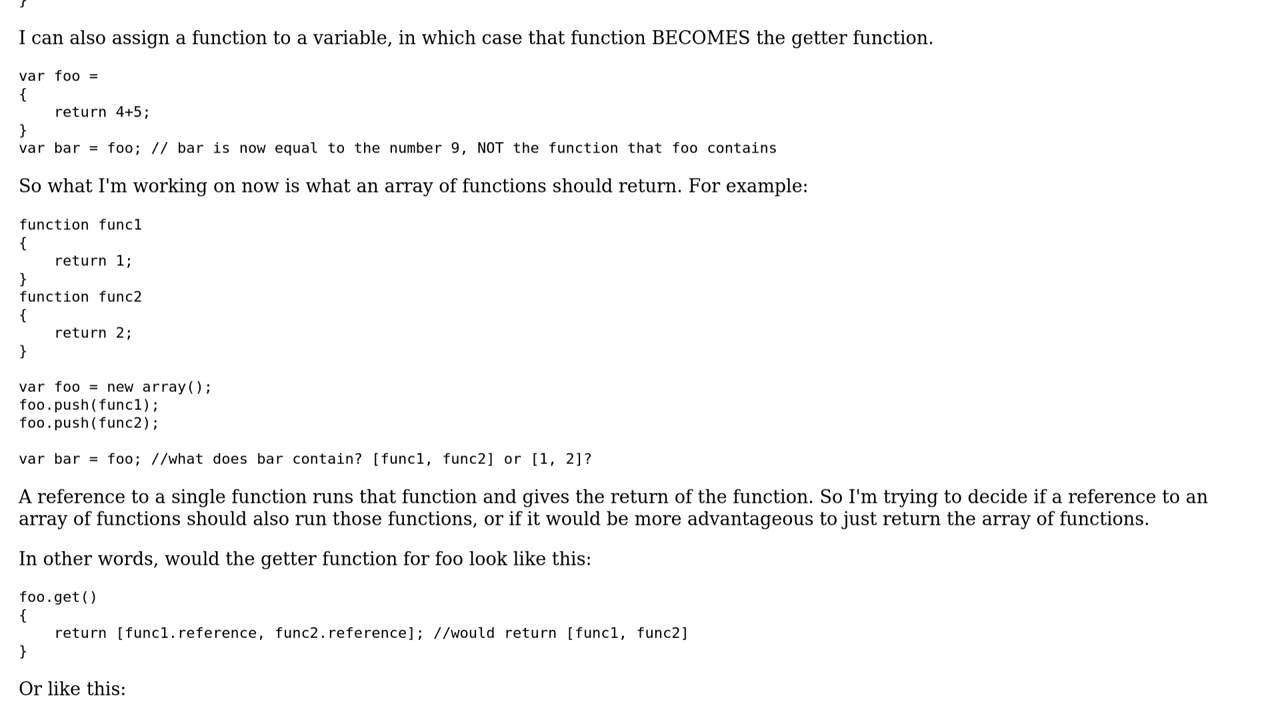 }
I can also assign a function to a variable, in which case that function BECOMES the getter function.
var foo =
{
    return 4+5;
}
var bar = foo; // bar is now equal to the number 9, NOT the function that foo contains
So what I'm working on now is what an array of functions should return. For example:
function func1
{
    return 1;
}
function func2
{
    return 2;
}
var foo = new array();
foo.push(func1);
foo.push(func2);
var bar = foo; //what does bar contain? [func1, func2] or [1, 2]?
A reference to a single function runs that function and gives the return of the function. So I'm trying to decide if a reference to an
array of functions should also run those functions, or if it would be more advantageous to just return the array of functions.
In other words, would the getter function for foo look like this:
foo.get()
{
    return [func1.reference, func2.reference]; //would return [func1, func2]
}
Or like this: